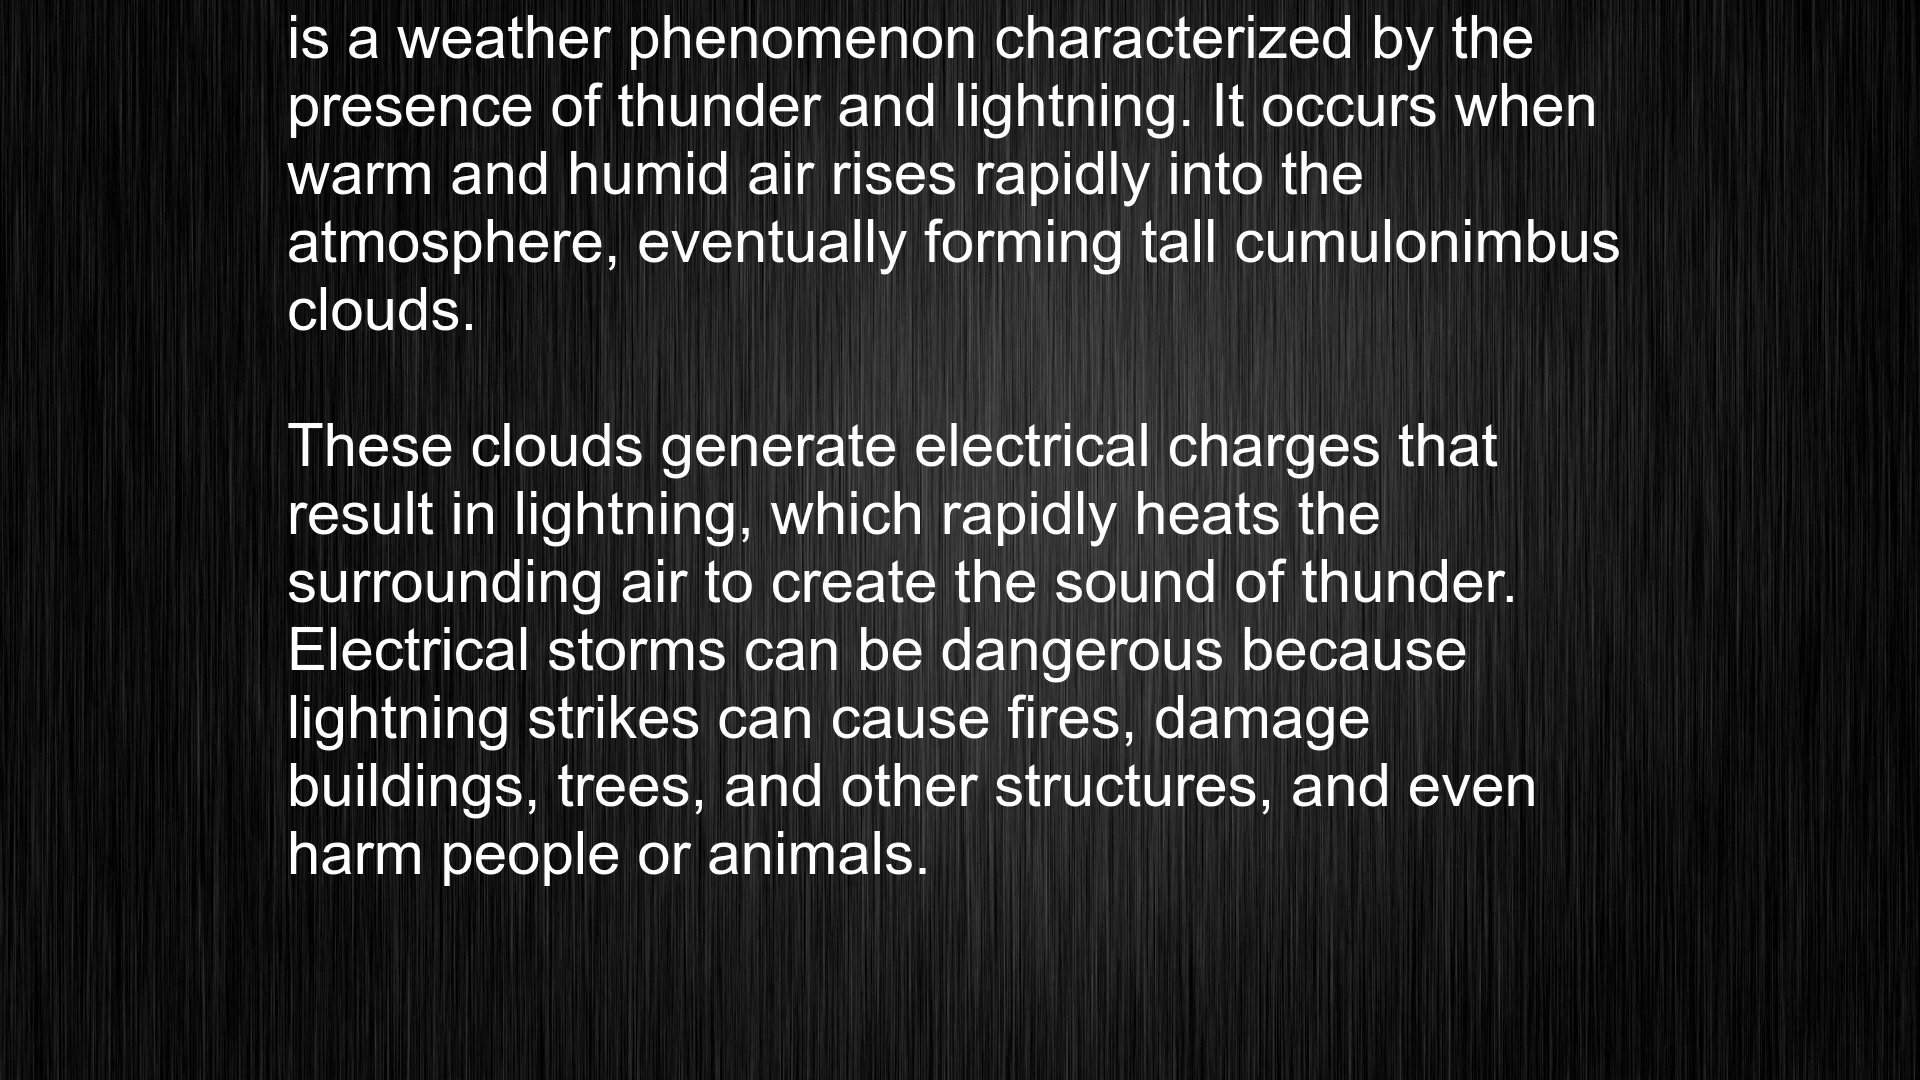 is a weather phenomenon characterized by the
presence of thunder and lightning. It occurs when
warm and humid air rises rapidly into the
atmosphere, eventually forming tall cumulonimbus
clouds.
These clouds generate electrical charges that
result in lightning, which rapidly heats the
surrounding air to create the sound of thunder.
Electrical storms can be dangerous because
lightning strikes can cause fires, damage
buildings, trees, and other structures, and even
harm people or animals.